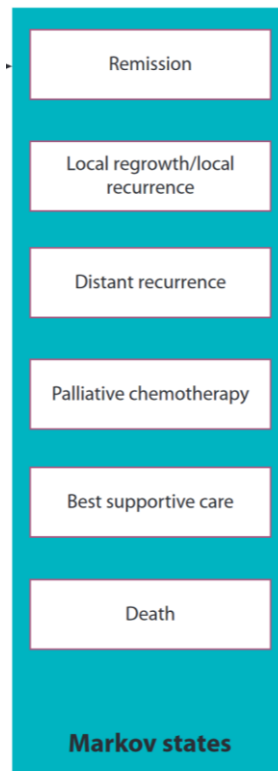 Remission
Local regrowth/local
recurrence
Distant recurrence
Palliative chemotherapy
Best supportive care
Death
Markov states